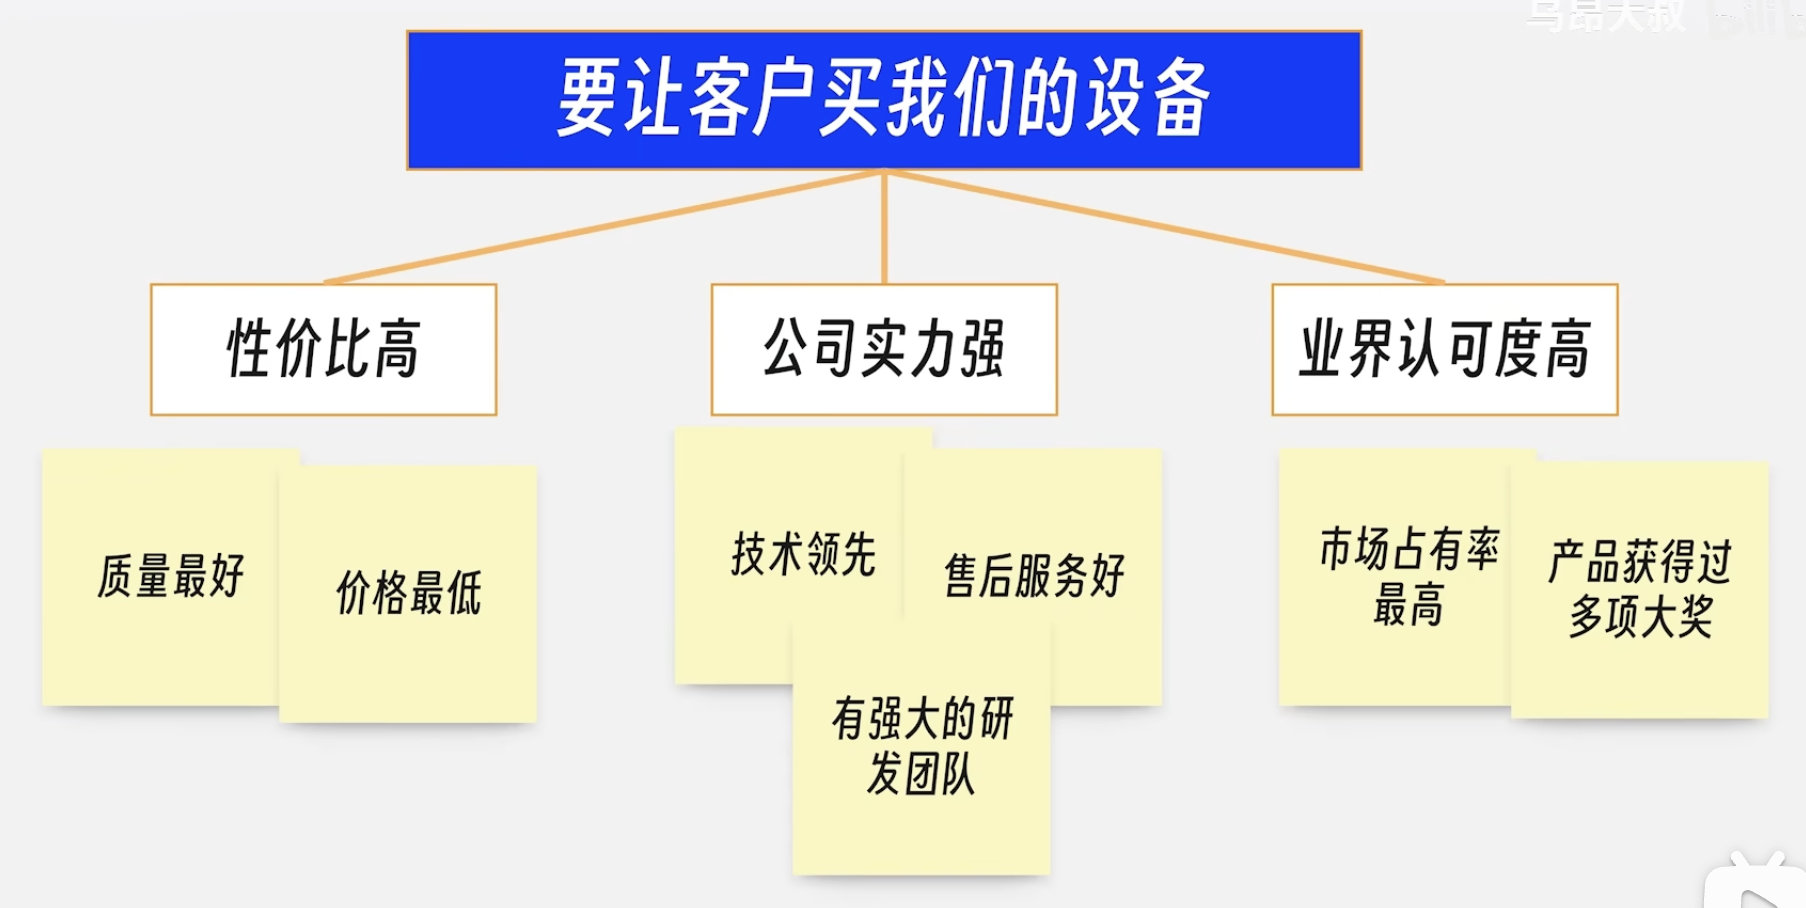 要让客户买我们的设备
性价比高
公司实力强
业界认可度高
质量最好
价格最低
技术领先
售后服务好
有强大的研
发团队
市场占有率
最高
产品获得过
多项大奖